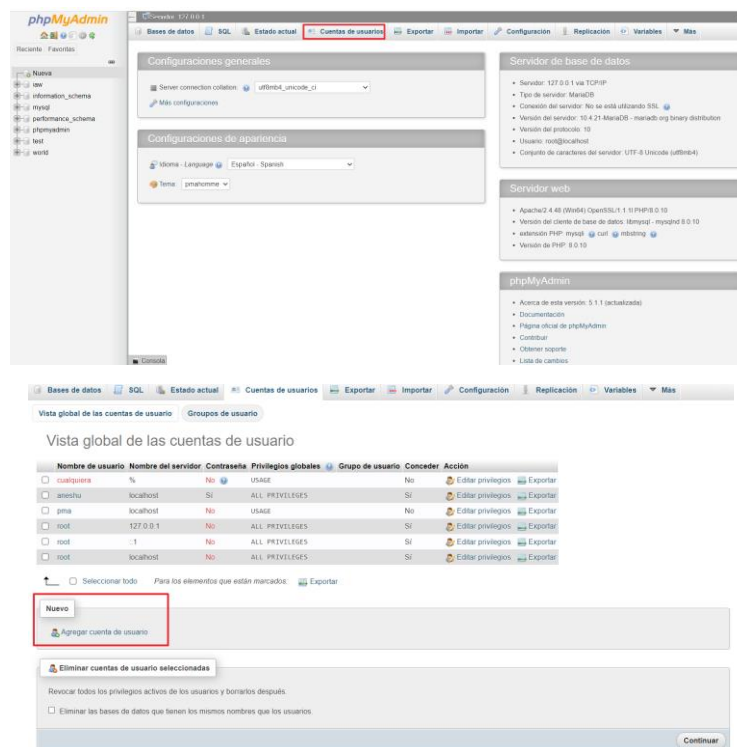 phpMyAdmin
Servidor: 127.0.0.1
Bases de datos SQL Estado actual Cuentas de usuarios Exportar Importar Configuración Replicación Variables Más
Reciente Favoritas
Nueva
iaw
information_schema
mysql
performance_schema
phpmyadmin
test
world
Configuraciones generales
Server connection collation: utf8mb4_unicode_ci
Más configuraciones
Configuraciones de apariencia
Idioma - Language Español - Spanish
Tema: pmahomme
Servidor de base de datos
Servidor: 127.0.0.1 via TCP/IP
Tipo de servidor: MariaDB
Conexión del servidor: No se está utilizando SSL
Versión del servidor: 10.4.21-MariaDB - mariadb.org binary distribution
Versión del protocolo: 10
Usuario: root@localhost
Conjunto de caracteres del servidor: UTF-8 Unicode (utf8mb4)
Servidor web
Apache/2.4.48 (Win64) OpenSSL/1.1.1l PHP/8.0.10
Versión del cliente de base de datos: libmysql - mysqlnd 8.0.10
extensión PHP: mysqli curl mbstring
Versión de PHP: 8.0.10
phpMyAdmin
Acerca de esta versión: 5.1.1 (actualizada)
Documentación
Página oficial de phpMyAdmin
Contribuir
Obtener soporte
Lista de cambios
Consola
Bases de datos SQL Estado actual Cuentas de usuarios Exportar Importar Configuración Replicación Variables Más
Vista global de las cuentas de usuario Groupos de usuario
Vista global de las cuentas de usuario
Nombre de usuario Nombre del servidor Contraseña Privilegios globales Grupo de usuario Conceder Acción
cualquiera % No USAGE No Editar privilegios Exportar
aneshu localhost Sí ALL PRIVILEGES Sí Editar privilegios Exportar
pma localhost No USAGE No Editar privilegios Exportar
root 127.0.0.1 No ALL PRIVILEGES Sí Editar privilegios Exportar
root ::1 No ALL PRIVILEGES Sí Editar privilegios Exportar
root localhost No ALL PRIVILEGES Sí Editar privilegios Exportar
Seleccionar todo Para los elementos que están marcados: Exportar
Nuevo
Agregar cuenta de usuario
Eliminar cuentas de usuario seleccionadas
Revocar todos los privilegios activos de los usuarios y borrarlos después.
Eliminar las bases de datos que tienen los mismos nombres que los usuarios.
Continuar